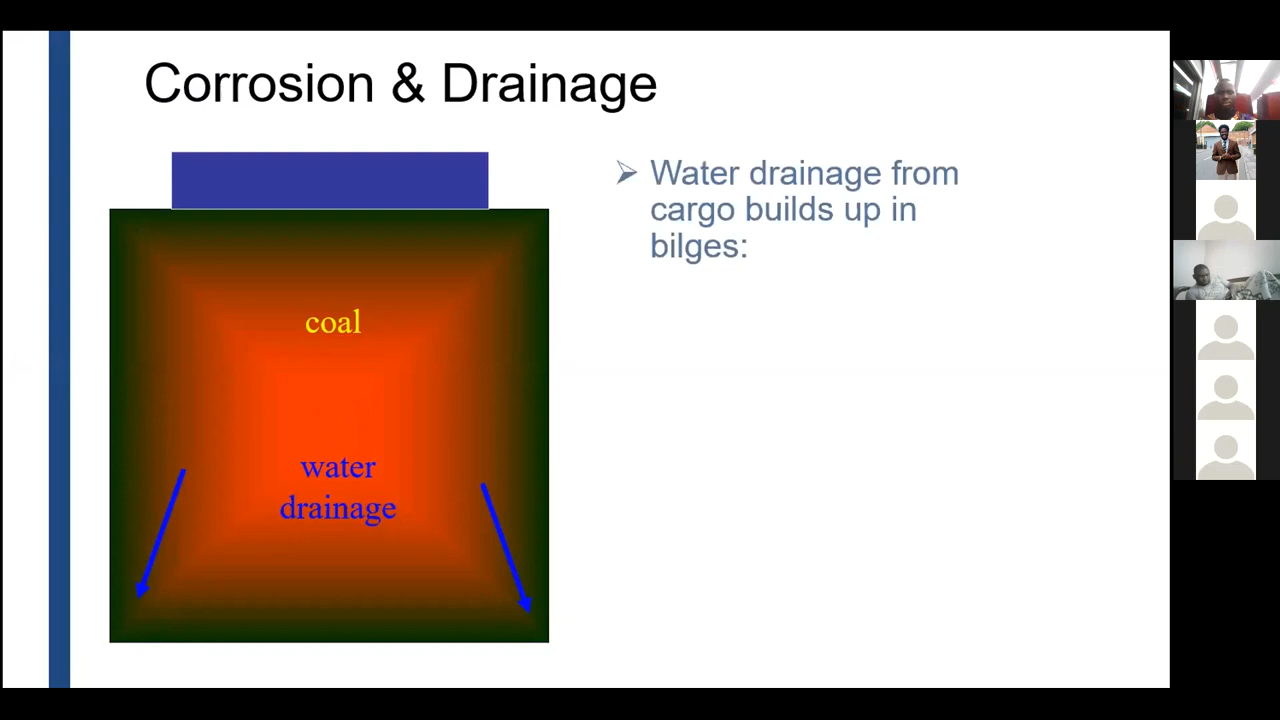 Corrosion & Drainage
coal
water
drainage
➢ Water drainage from
cargo builds up in
bilges: